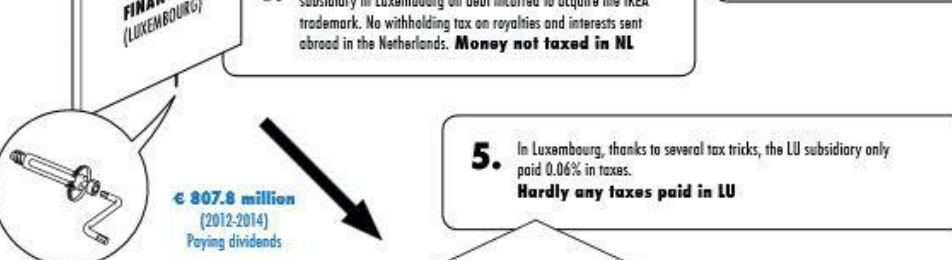 FINAN
(LUXEMBOURG)
subsidiary in Luxembourg on debt incurred to acquire the IKEA
trademark. No withholding tax on royalties and interests sent
abroad in the Netherlands. Money not taxed in NL
5. In Luxembourg, thanks to several tax tricks, the LU subsidiary only
paid 0.06% in taxes.
Hardly any taxes paid in LU
€ 807.8 million
(2012-2014)
Paying dividends